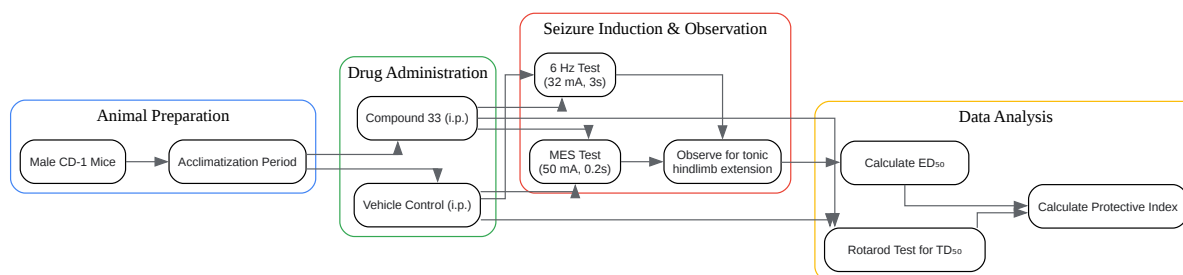 Animal Preparation
Male CD-1 Mice
Acclimatization Period
Drug Administration
Compound 33 (i.p.)
Vehicle Control (i.p.)
Seizure Induction & Observation
6 Hz Test
(32 mA, 3s)
MES Test
(50 mA, 0.2s)
Observe for tonic
hindlimb extension
Data Analysis
Calculate ED₅₀
Rotarod Test for TD₅₀
Calculate Protective Index